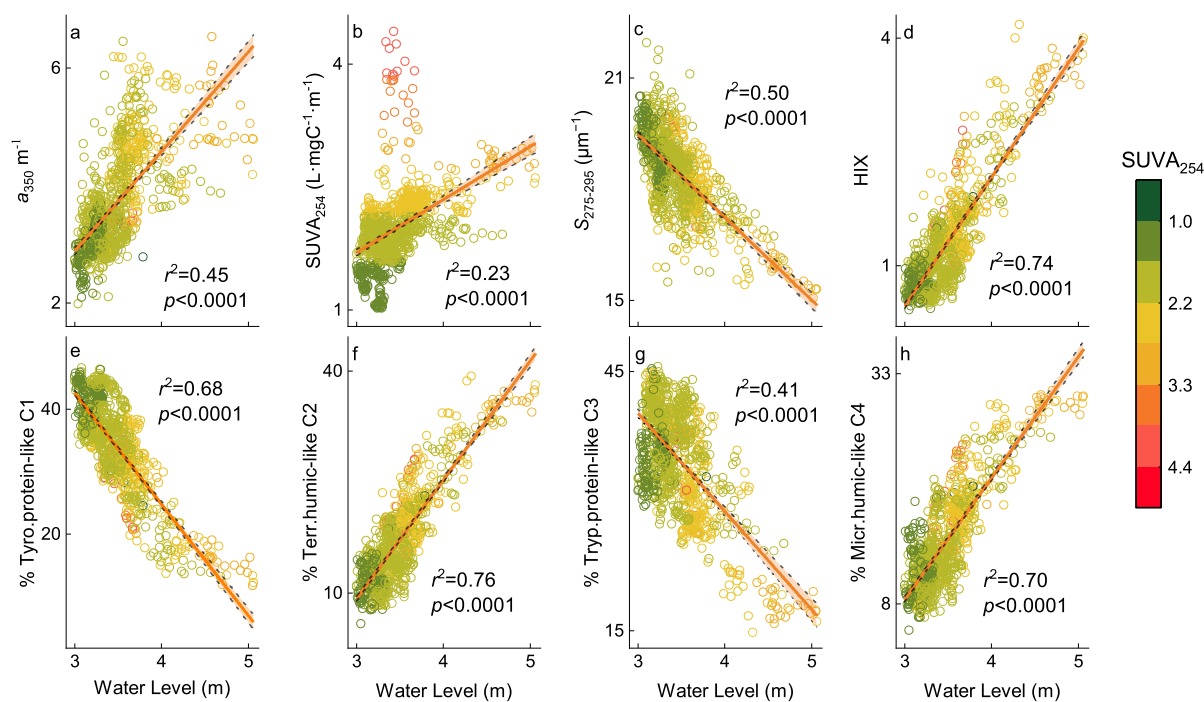 a
6
2
a₃₅₀ m⁻¹
r²=0.45
p<0.0001
b
4
1
SUVA₂₅₄ (L·mgC⁻¹·m⁻¹)
r²=0.23
p<0.0001
c
21
15
S₂₇₅₋₂₉₅ (μm⁻¹)
r²=0.50
p<0.0001
d
4
1
HIX
r²=0.74
p<0.0001
SUVA₂₅₄
1.0
2.2
3.3
4.4
e
40
20
% Tyro.protein-like C1
r²=0.68
p<0.0001
3 4 5
Water Level (m)
f
40
10
% Terr.humic-like C2
r²=0.76
p<0.0001
3 4 5
Water Level (m)
g
45
15
% Tryp.protein-like C3
r²=0.41
p<0.0001
3 4 5
Water Level (m)
h
33
8
% Micr.humic-like C4
r²=0.70
p<0.0001
3 4 5
Water Level (m)